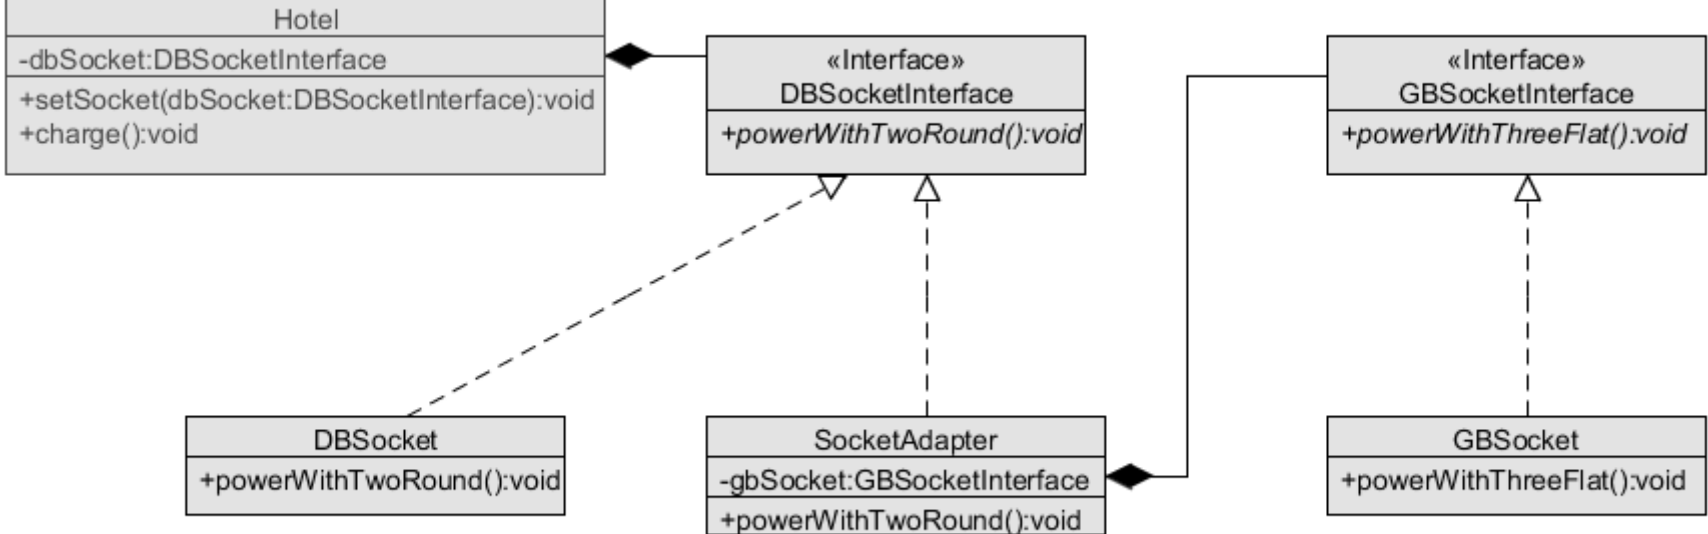 Hotel
-dbSocket:DBSocketInterface
+setSocket(dbSocket:DBSocketInterface):void
+charge():void
«Interface»
DBSocketInterface
+powerWithTwoRound():void
«Interface»
GBSocketInterface
+powerWithThreeFlat():void
DBSocket
+powerWithTwoRound():void
SocketAdapter
-gbSocket:GBSocketInterface
+powerWithTwoRound():void
GBSocket
+powerWithThreeFlat():void